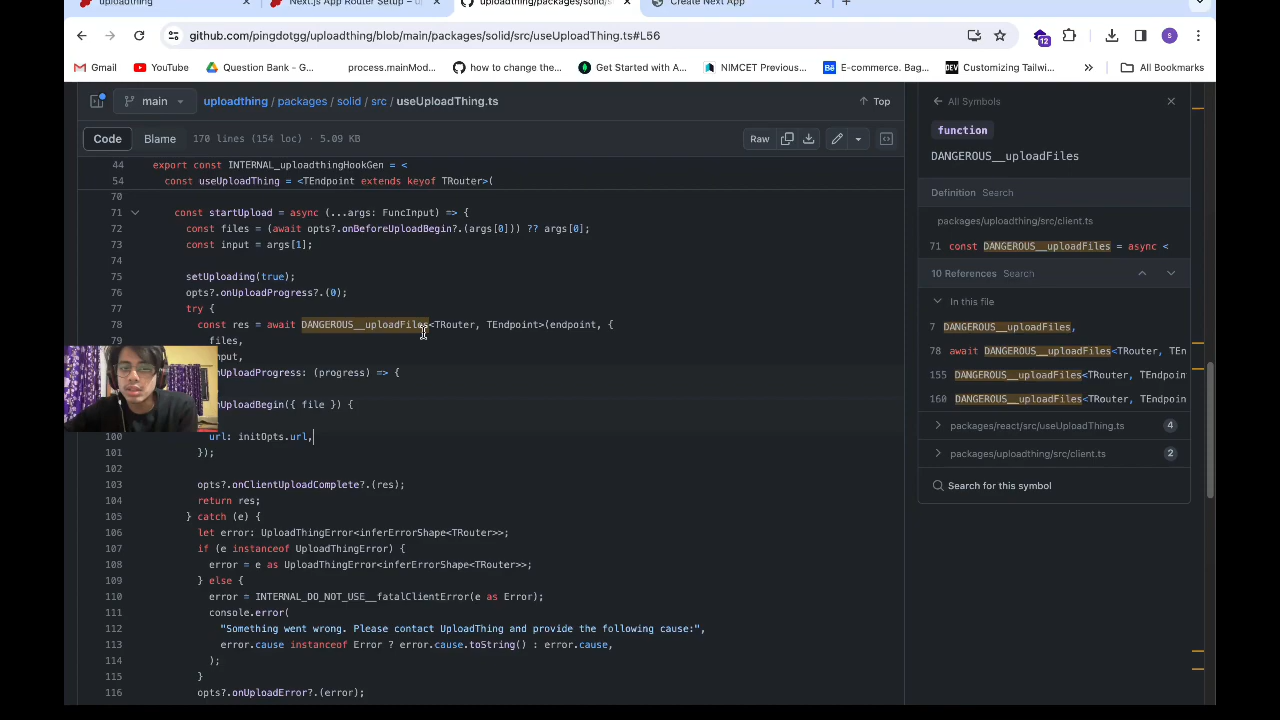 uploadthing
Next.js App Router Setup –
uploadthing/packages/solid/s
Create Next App
github.com/pingdotgg/uploadthing/blob/main/packages/solid/src/useUploadThing.ts#L56
12
S
Gmail
YouTube
Question Bank - G...
process.mainMod...
how to change the...
Get Started with A...
NIMCET Previous...
E-commerce. Bag...
Customizing Tailwi...
»
All Bookmarks
main
uploadthing / packages / solid / src / useUploadThing.ts
Top
Code
Blame
170 lines (154 loc) · 5.09 KB
Raw
44 export const INTERNAL_uploadthingHookGen = <
54 const useUploadThing = <TEndpoint extends keyof TRouter>(
70
71 const startUpload = async (...args: FuncInput) => {
72 const files = (await opts?.onBeforeUploadBegin?.(args[0])) ?? args[0];
73 const input = args[1];
74
75 setUploading(true);
76 opts?.onUploadProgress?.(0);
77 try {
78 const res = await DANGEROUS__uploadFiles<TRouter, TEndpoint>(endpoint, {
79 files,
nput,
nUploadProgress: (progress) => {
nUploadBegin({ file }) {
100 url: initOpts.url,
101 });
102
103 opts?.onClientUploadComplete?.(res);
104 return res;
105 } catch (e) {
106 let error: UploadThingError<inferErrorShape<TRouter>>;
107 if (e instanceof UploadThingError) {
108 error = e as UploadThingError<inferErrorShape<TRouter>>;
109 } else {
110 error = INTERNAL_DO_NOT_USE__fatalClientError(e as Error);
111 console.error(
112 "Something went wrong. Please contact UploadThing and provide the following cause:",
113 error.cause instanceof Error ? error.cause.toString() : error.cause,
114 );
115 }
116 opts?.onUploadError?.(error);
All Symbols
function
DANGEROUS__uploadFiles
Definition Search
packages/uploadthing/src/client.ts
71 const DANGEROUS__uploadFiles = async <
10 References Search
In this file
7 DANGEROUS__uploadFiles,
78 await DANGEROUS__uploadFiles<TRouter, TEn
155 DANGEROUS__uploadFiles<TRouter, TEndpoin
160 DANGEROUS__uploadFiles<TRouter, TEndpoin
packages/react/src/useUploadThing.ts 4
packages/uploadthing/src/client.ts 2
Search for this symbol